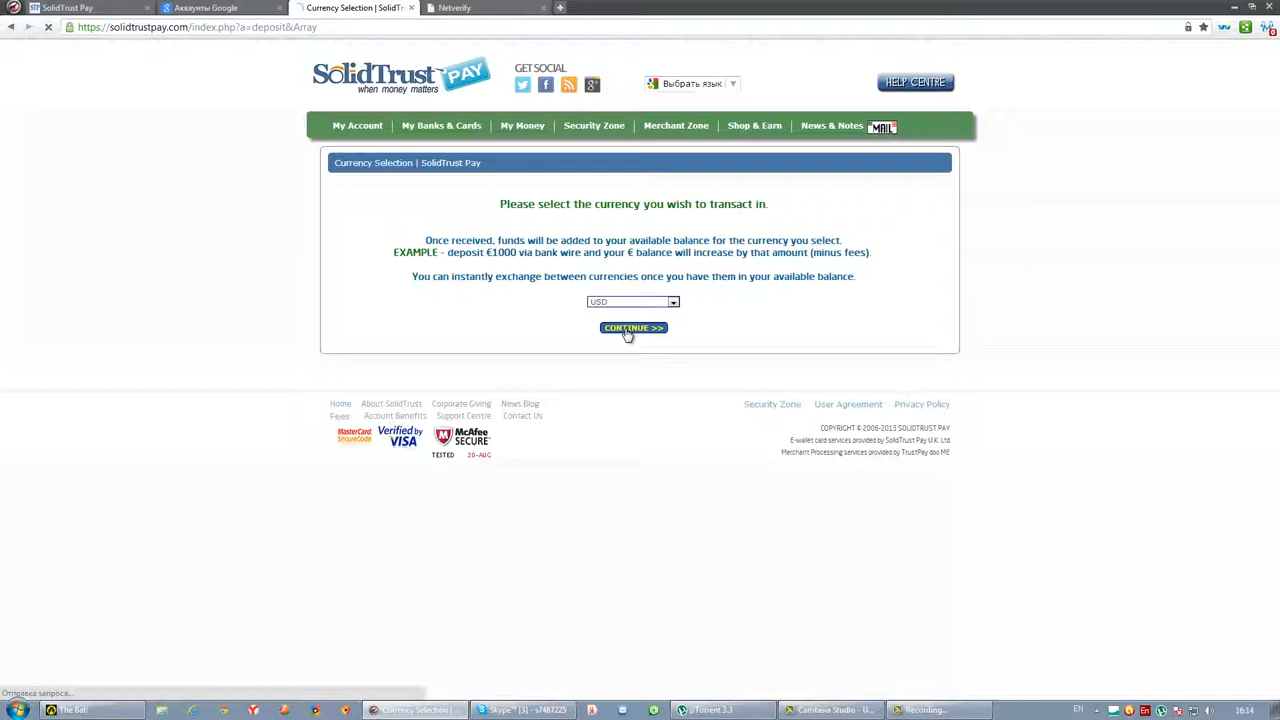 SolidTrust Pay
Аккаунты Google
Currency Selection | SolidTr
Netverify
https://solidtrustpay.com/index.php?a=deposit&Array
SolidTrust PAY
when money matters
GET SOCIAL
Выбрать язык
HELP CENTRE
My Account
My Banks & Cards
My Money
Security Zone
Merchant Zone
Shop & Earn
News & Notes
MAIL
Currency Selection | SolidTrust Pay
Please select the currency you wish to transact in.
Once received, funds will be added to your available balance for the currency you select.
EXAMPLE - deposit €1000 via bank wire and your € balance will increase by that amount (minus fees).
You can instantly exchange between currencies once you have them in your available balance.
USD
CONTINUE >>
Home About SolidTrust Corporate Giving News Blog
Fees Account Benefits Support Centre Contact Us
Security Zone User Agreement Privacy Policy
MasterCard SecureCode
Verified by VISA
McAfee SECURE
TESTED 20-AUG
COPYRIGHT © 2006-2013 SOLIDTRUST PAY
E-wallet card services provided by SolidTrust Pay U.K. Ltd
Merchant Processing services provided by TrustPay doo ME
Отправка запроса...
The Bat!
Currency Selection | ...
Skype™ [3] - s7487225
µTorrent 3.3
Camtasia Studio - U...
Recording...
EN
16:14